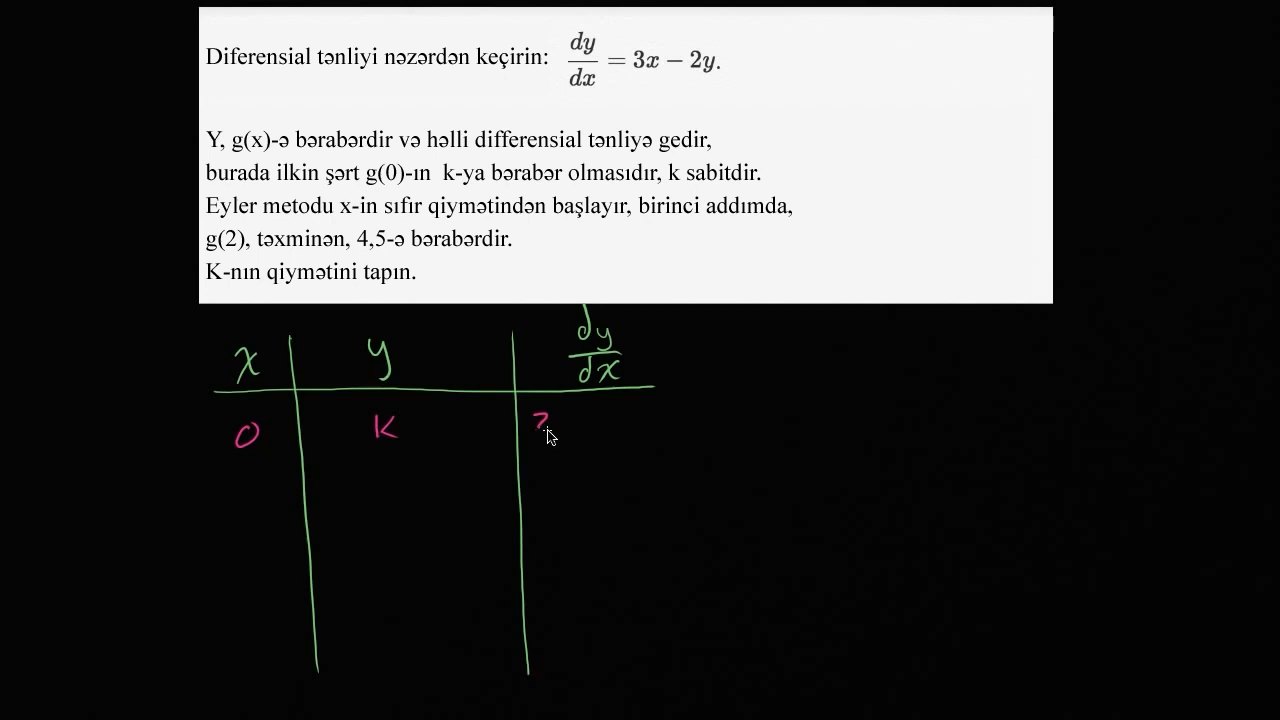 Diferensial tənliyi nəzərdən keçirin: dy/dx = 3x − 2y.
Y, g(x)-ə bərabərdir və həlli differensial tənliyə gedir,
burada ilkin şərt g(0)-ın k-ya bərabər olmasıdır, k sabitdir.
Eyler metodu x-in sıfır qiymətindən başlayır, birinci addımda,
g(2), təxminən, 4,5-ə bərabərdir.
K-nın qiymətini tapın.
x y dy/dx
0 K